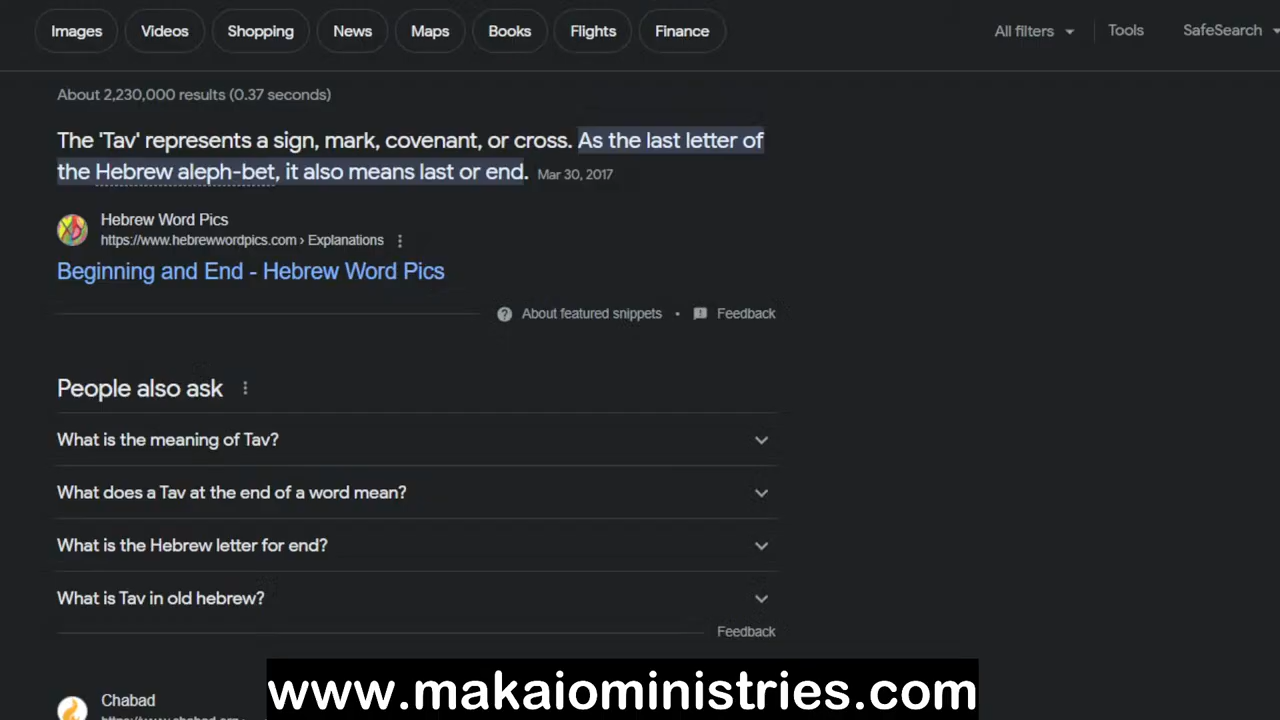 Images Videos Shopping News Maps Books Flights Finance All filters Tools SafeSearch
About 2,230,000 results (0.37 seconds)
The 'Tav' represents a sign, mark, covenant, or cross. As the last letter of
the Hebrew aleph-bet, it also means last or end. Mar 30, 2017
Hebrew Word Pics
https://www.hebrewwordpics.com › Explanations
Beginning and End - Hebrew Word Pics
About featured snippets • Feedback
People also ask
What is the meaning of Tav?
What does a Tav at the end of a word mean?
What is the Hebrew letter for end?
What is Tav in old hebrew?
Feedback
Chabad
www.makaioministries.com